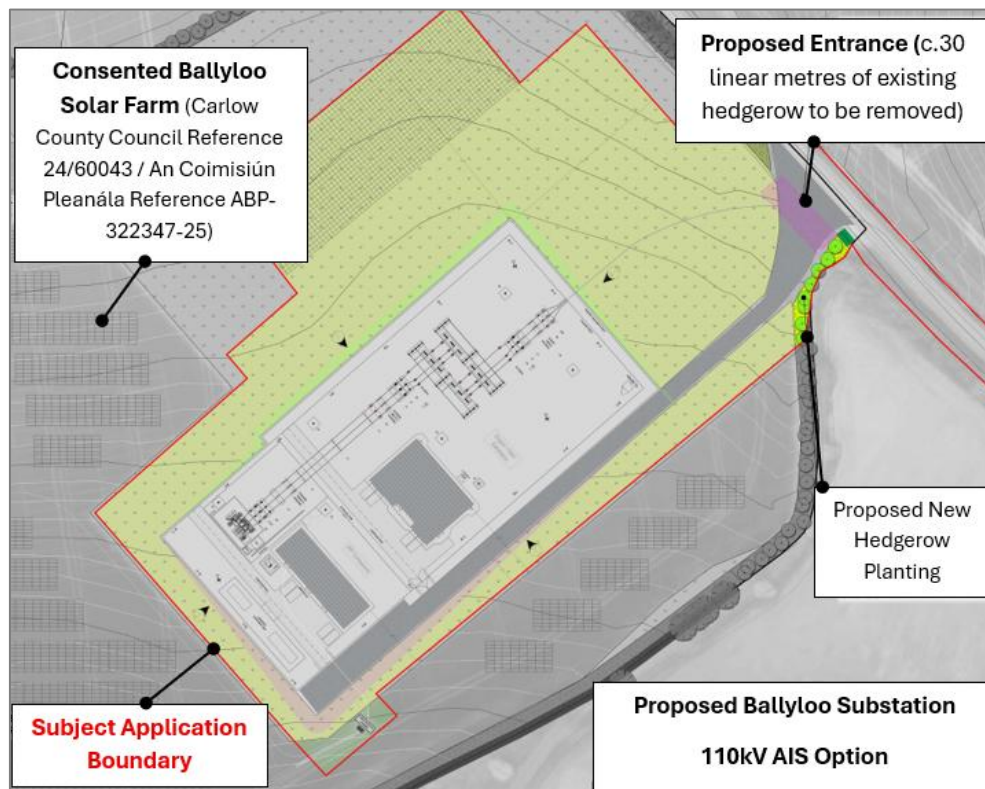 Consented Ballyloo
Solar Farm (Carlow
County Council Reference
24/60043 / An Coimisiún
Pleanála Reference ABP-
322347-25)
Proposed Entrance (c.30
linear metres of existing
hedgerow to be removed)
Proposed New
Hedgerow
Planting
Subject Application
Boundary
Proposed Ballyloo Substation
110kV AIS Option